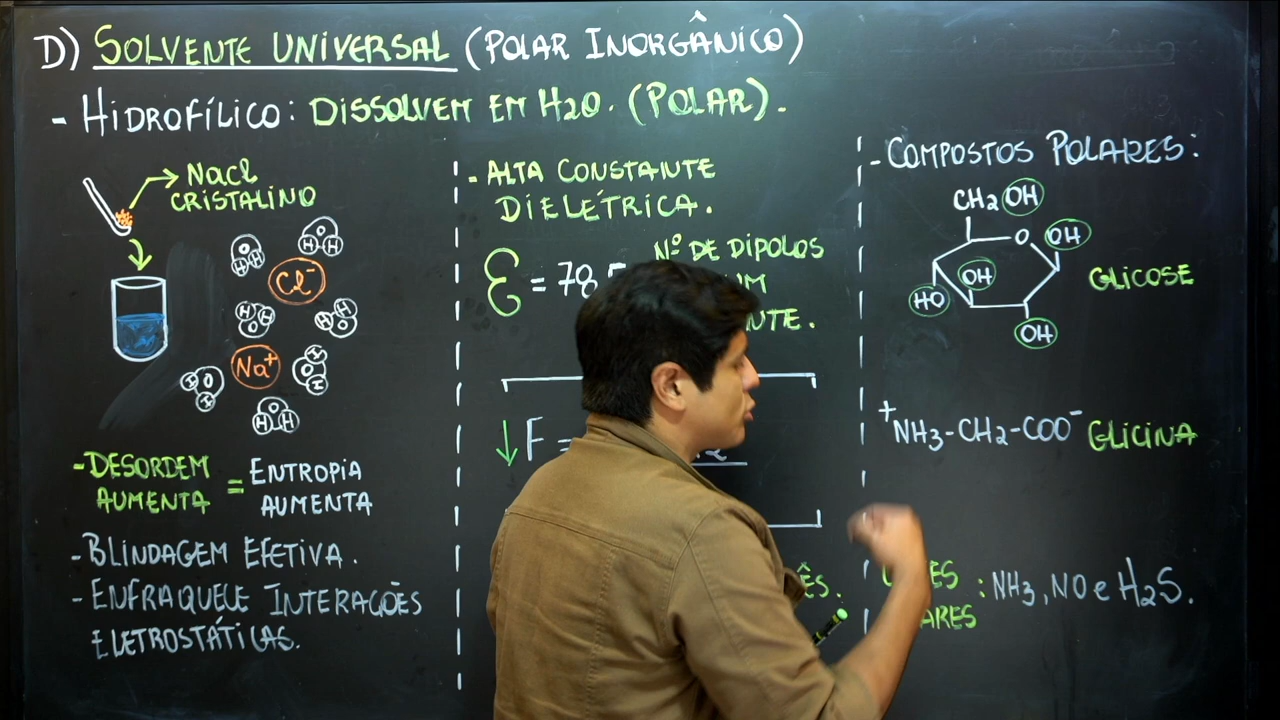 D) SOLVENTE UNIVERSAL (POLAR INORGÂNICO)
- HIDROFÍLICO: DISSOLVEM EM H2O. (POLAR).
NaCl
CRISTALINO
H O H
O H H
Cl⁻
H H O
H O H
Na⁺
H O H
H O H
O
H H
- DESORDEM
AUMENTA
=
ENTROPIA
AUMENTA
- BLINDAGEM EFETIVA.
- ENFRAQUECE INTERAÇÕES
ELETROSTÁTICAS.
- ALTA CONSTANTE
DIELÉTRICA.
Ɛ = 78,5
Nº DE DIPOLOS
↓ F =
- COMPOSTOS POLARES:
CH2OH
O OH
OH
HO
OH
GLICOSE
⁺NH3-CH2-COO⁻ GLICINA
: NH3, NO e H2S.